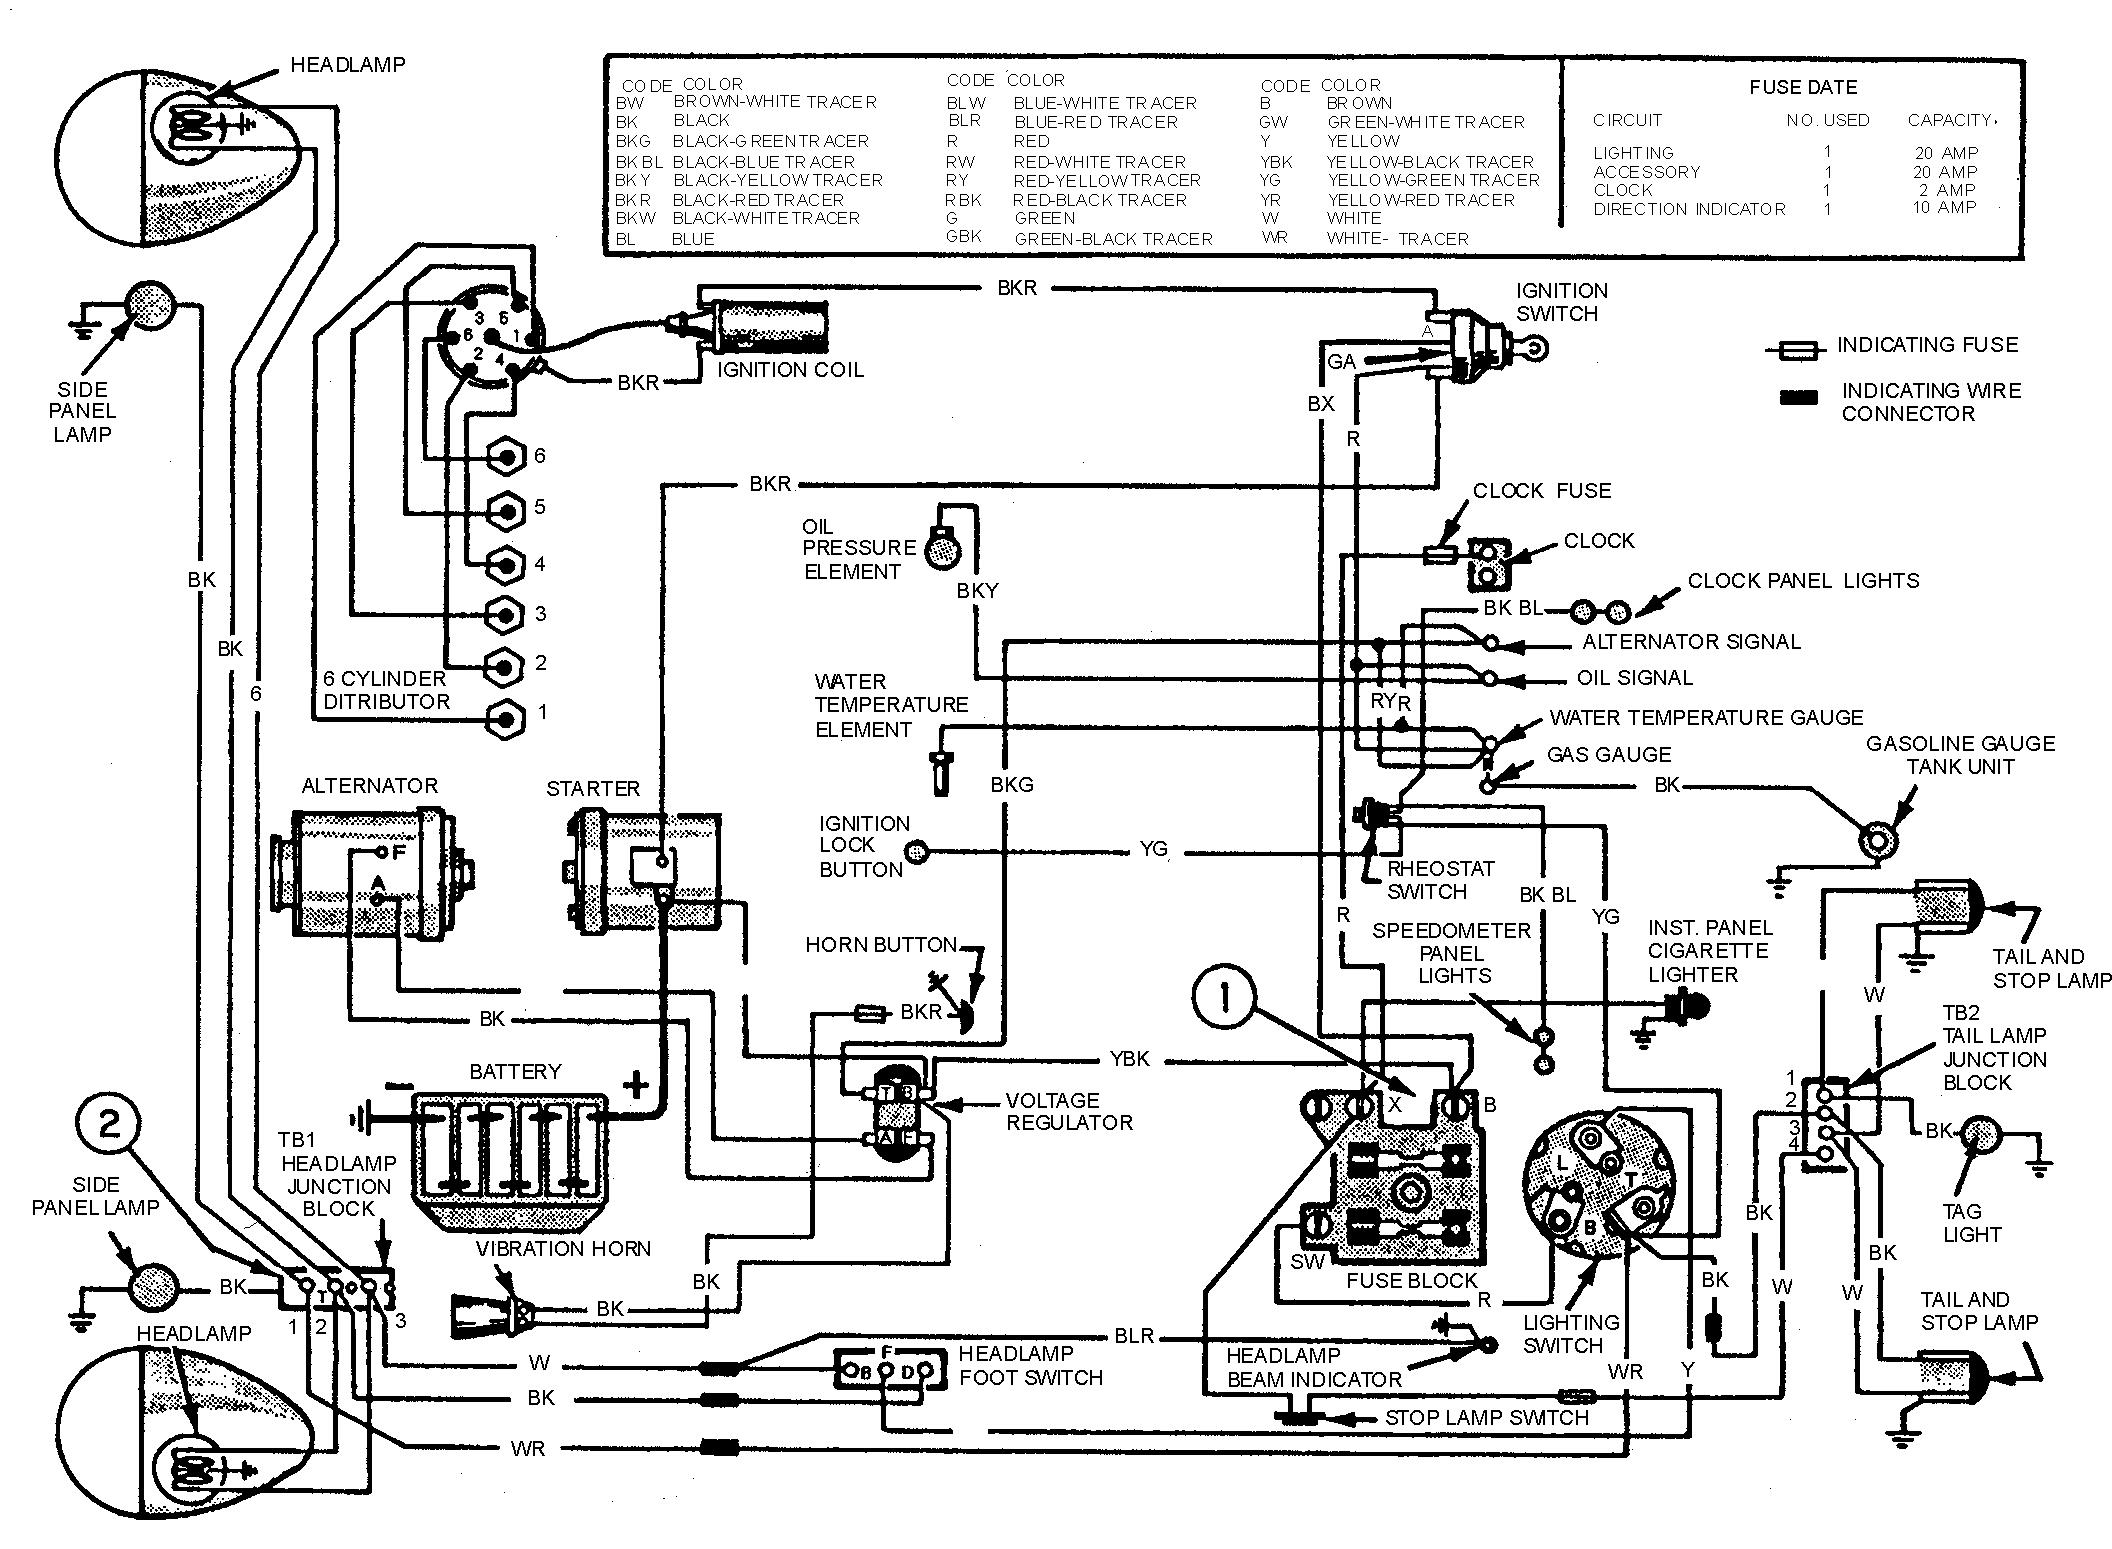 HEADLAMP
CODE COLOR
BW BROWN-WHITE TRACER
BK BLACK
BKG BLACK-GREEN TRACER
BK BL BLACK-BLUE TRACER
BKY BLACK-YELLOW TRACER
BKR BLACK-RED TRACER
BKW BLACK-WHITE TRACER
BL BLUE
CODE COLOR
BLW BLUE-WHITE TRACER
BLR BLUE-RED TRACER
R RED
RW RED-WHITE TRACER
RY RED-YELLOW TRACER
RBK RED-BLACK TRACER
G GREEN
GBK GREEN-BLACK TRACER
CODE COLOR
B BROWN
GW GREEN-WHITE TRACER
Y YELLOW
YBK YELLOW-BLACK TRACER
YG YELLOW-GREEN TRACER
YR YELLOW-RED TRACER
W WHITE
WR WHITE- TRACER
FUSE DATE
CIRCUIT NO. USED CAPACITY
LIGHTING 1 20 AMP
ACCESSORY 1 20 AMP
CLOCK 1 2 AMP
DIRECTION INDICATOR 1 10 AMP
SIDE
PANEL
LAMP
3 5
6 1
2 4
BKR
IGNITION COIL
BKR
IGNITION
SWITCH
A
GA
BX
R
INDICATING FUSE
INDICATING WIRE
CONNECTOR
6
5
4
3
2
1
6 CYLINDER
DITRIBUTOR
BK
BK
6
BKR
OIL
PRESSURE
ELEMENT
BKY
CLOCK FUSE
CLOCK
CLOCK PANEL LIGHTS
BK BL
ALTERNATOR SIGNAL
OIL SIGNAL
RY
R
WATER
TEMPERATURE
ELEMENT
WATER TEMPERATURE GAUGE
GAS GAUGE
GASOLINE GAUGE
TANK UNIT
BK
BKG
ALTERNATOR
F
A
STARTER
IGNITION
LOCK
BUTTON
YG
RHEOSTAT
SWITCH
BK BL
YG
R
SPEEDOMETER
PANEL
LIGHTS
INST. PANEL
CIGARETTE
LIGHTER
TAIL AND
STOP LAMP
W
HORN BUTTON
BKR
BK
1
YBK
BATTERY
- +
T B
A F
VOLTAGE
REGULATOR
X B
SW
FUSE BLOCK
L
T
B
LIGHTING
SWITCH
TB2
TAIL LAMP
JUNCTION
BLOCK
1
2
3
4
BK
TAG
LIGHT
2
TB1
HEADLAMP
JUNCTION
BLOCK
SIDE
PANEL LAMP
BK
T
1 2 3
VIBRATION HORN
BK
BK
R
BK
BK
W
BK
W
TAIL AND
STOP LAMP
HEADLAMP
W
BK
WR
BLR
F
B D
HEADLAMP
FOOT SWITCH
HEADLAMP
BEAM INDICATOR
STOP LAMP SWITCH
WR
Y